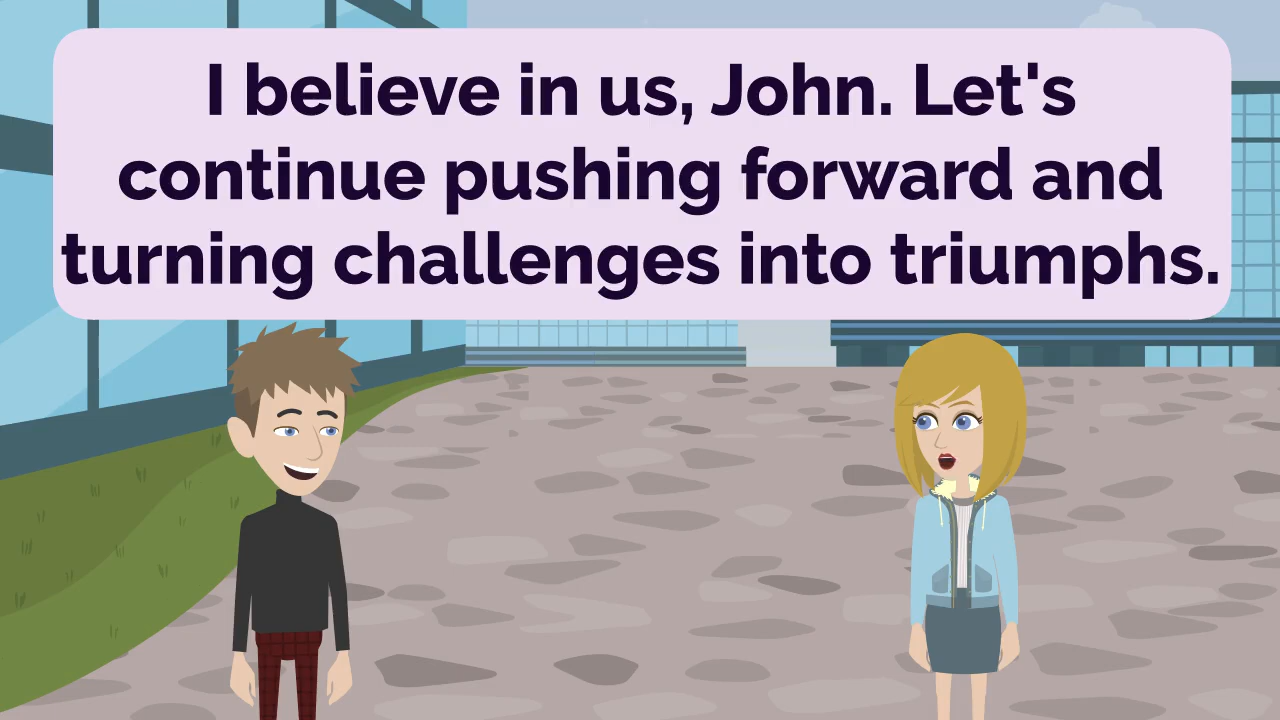 I believe in us, John. Let's
continue pushing forward and
turning challenges into triumphs.